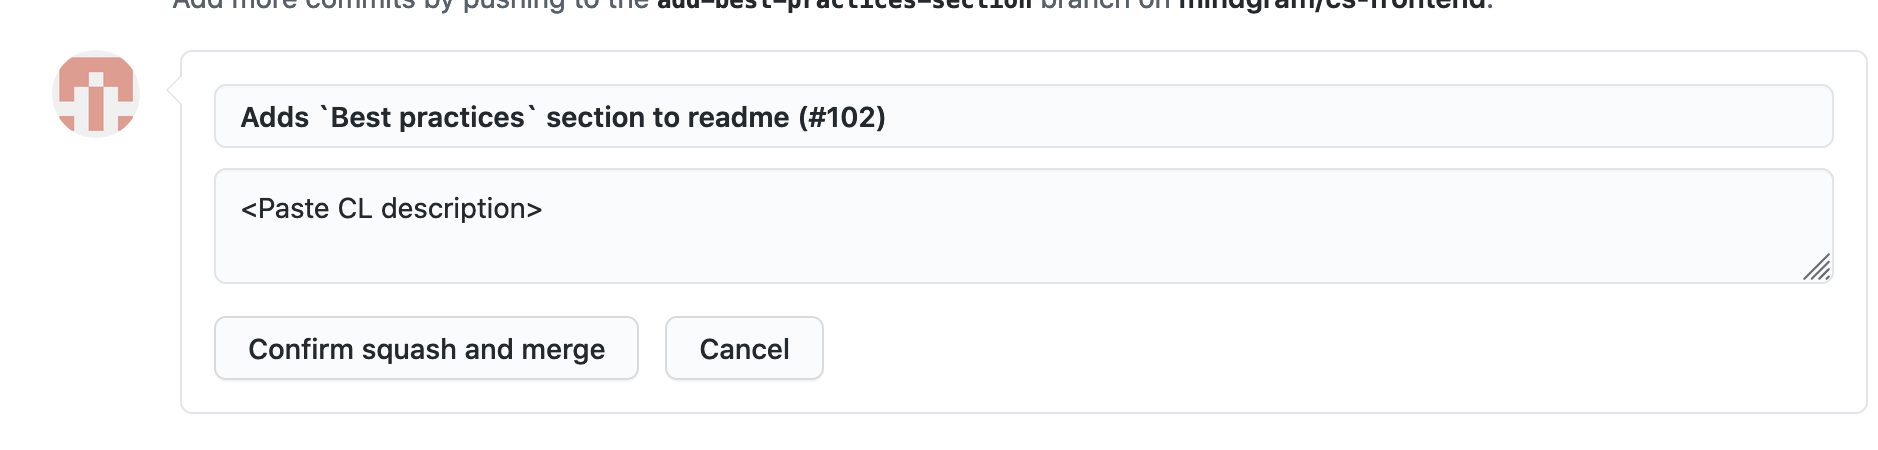 Add more commits by pushing to the add-best-practices-section branch on mindgram/cs-frontend.
Adds `Best practices` section to readme (#102)
<Paste CL description>
Confirm squash and merge
Cancel